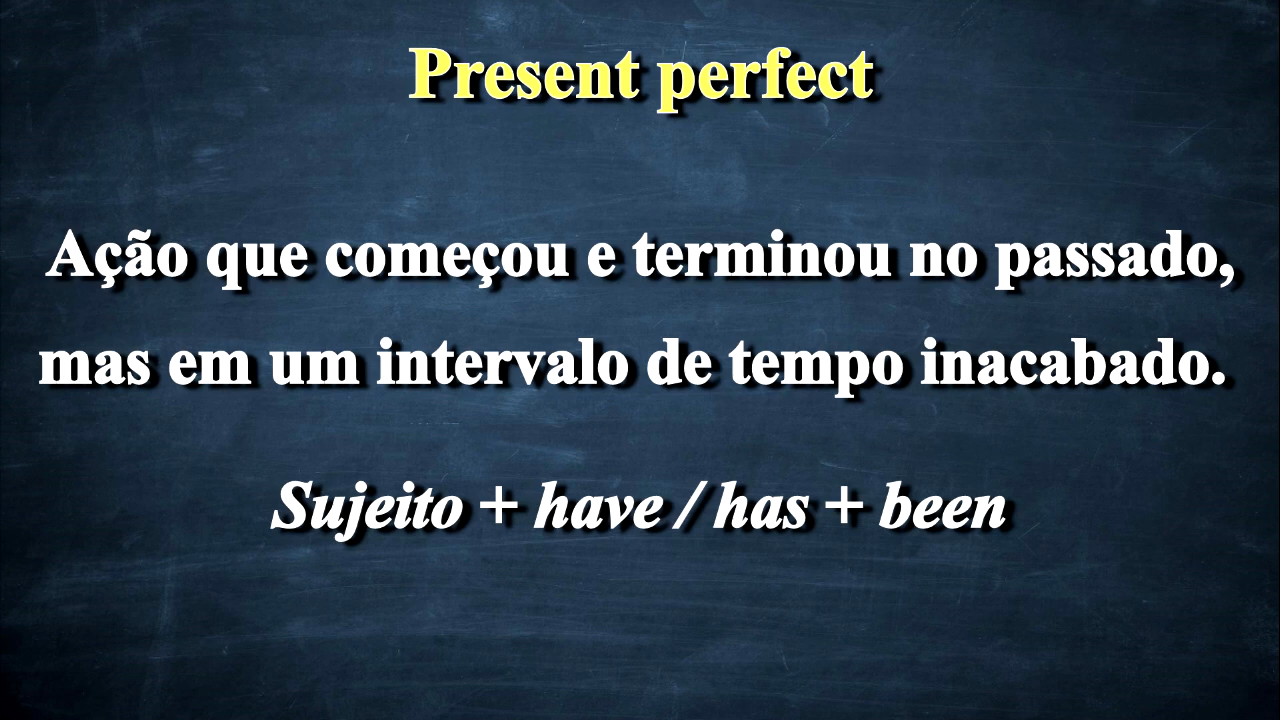 Present perfect
Ação que começou e terminou no passado,
mas em um intervalo de tempo inacabado.
Sujeito + have / has + been